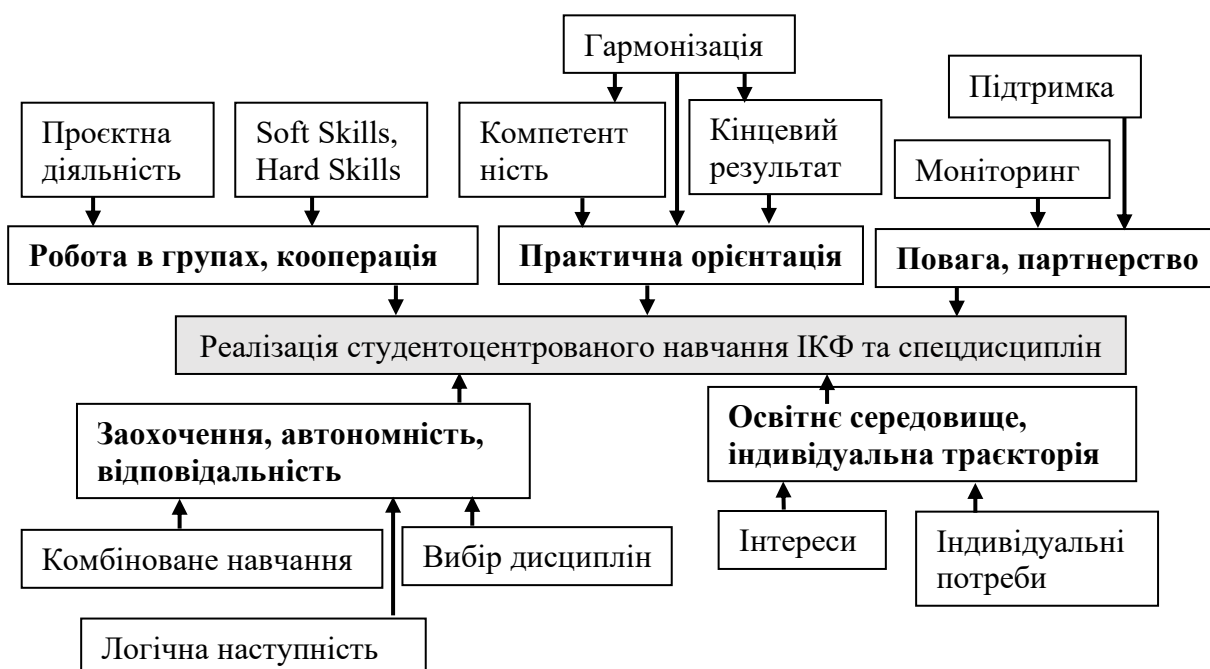 Гармонізація
Підтримка
Проєктна
діяльність
Soft Skills,
Hard Skills
Компетент
ність
Кінцевий
результат
Моніторинг
Робота в групах, кооперація
Практична орієнтація
Повага, партнерство
Реалізація студентоцентрованого навчання ІКФ та спецдисциплін
Заохочення, автономність,
відповідальність
Освітнє середовище,
індивідуальна траєкторія
Комбіноване навчання
Вибір дисциплін
Інтереси
Індивідуальні
потреби
Логічна наступність